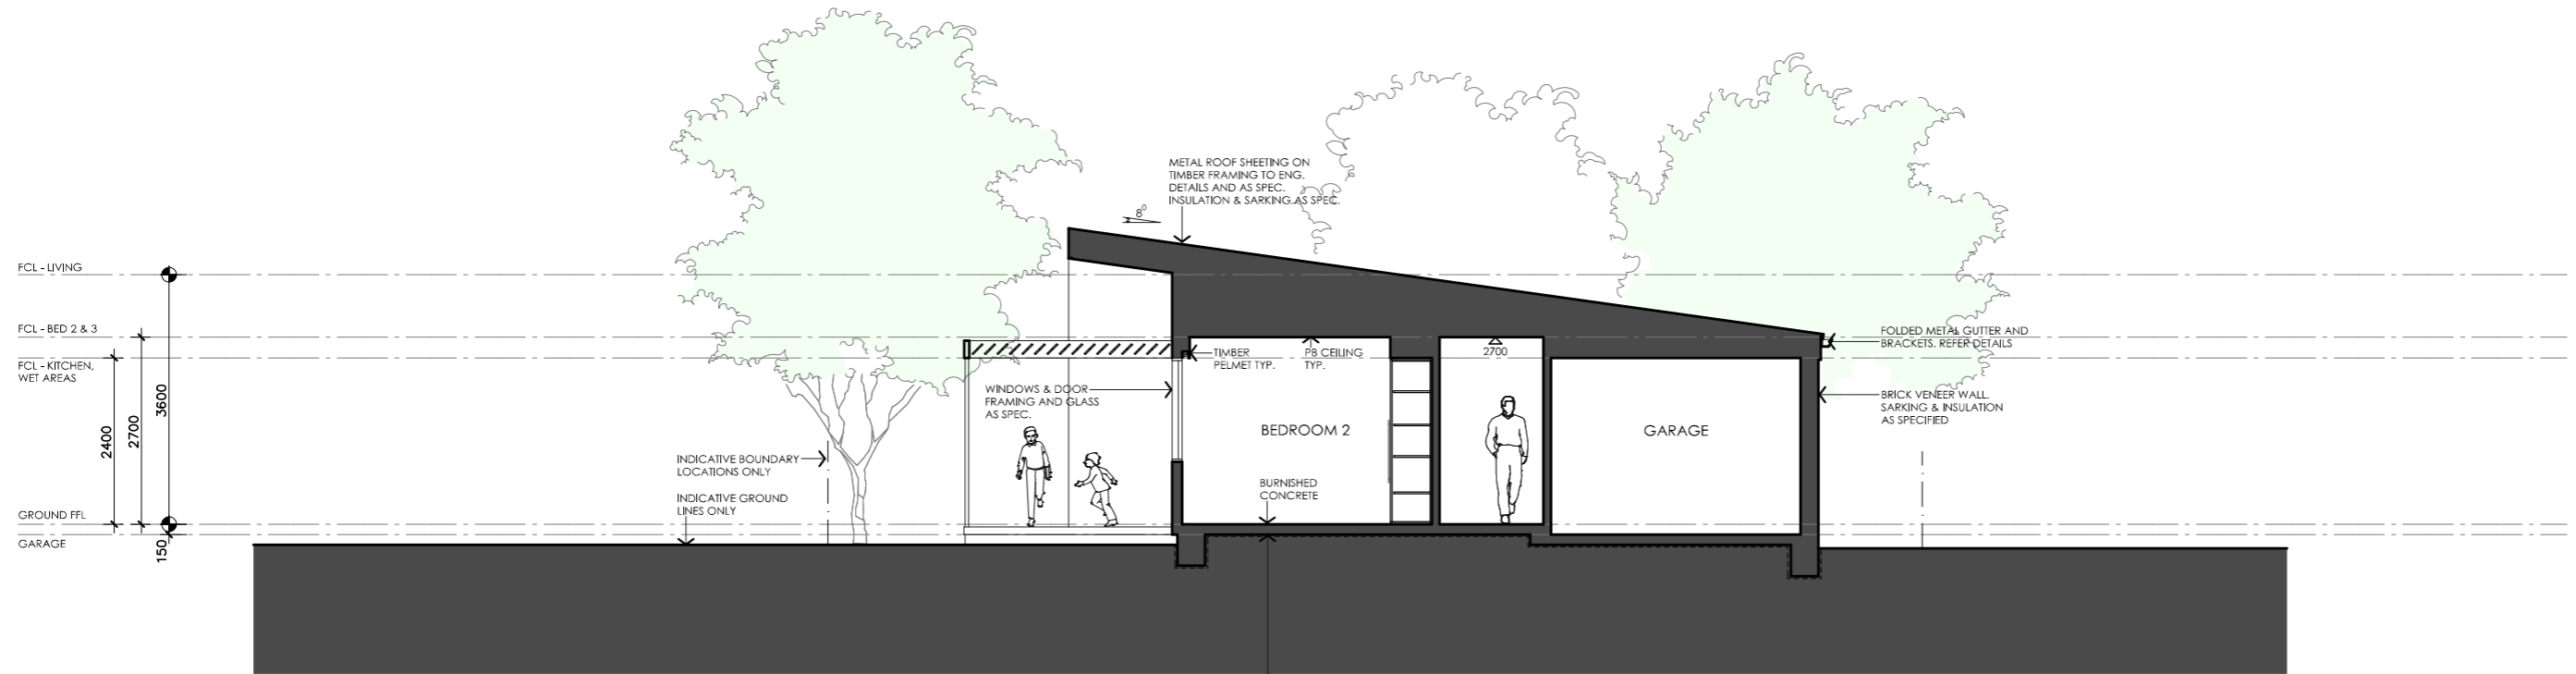 METAL ROOF SHEETING ON
TIMBER FRAMING TO ENG.
DETAILS AND AS SPEC.
INSULATION & SARKING AS SPEC.
8⁰
FCL - LIVING
FCL - BED 2 & 3
FCL - KITCHEN,
WET AREAS
2400
2700
3600
GROUND FFL
GARAGE
150
INDICATIVE BOUNDARY
LOCATIONS ONLY
INDICATIVE GROUND
LINES ONLY
WINDOWS & DOOR
FRAMING AND GLASS
AS SPEC.
TIMBER
PELMET TYP.
PB CEILING
TYP.
2700
BEDROOM 2
BURNISHED
CONCRETE
GARAGE
FOLDED METAL GUTTER AND
BRACKETS. REFER DETAILS
BRICK VENEER WALL.
SARKING & INSULATION
AS SPECIFIED